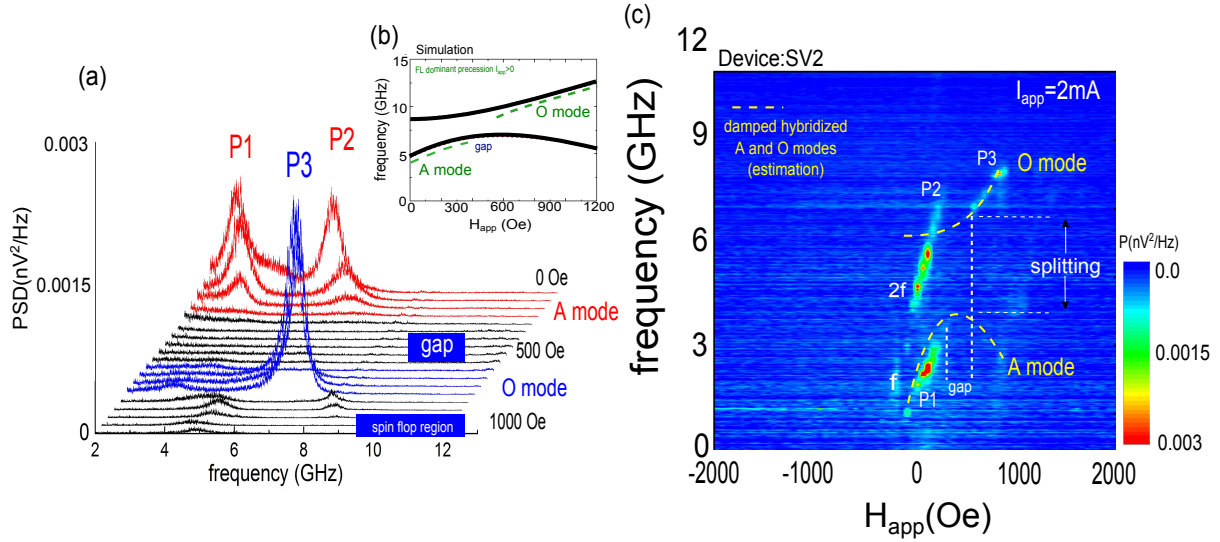 (a)
PSD(nV²/Hz)
0.003
0.0015
0
P1
P2
P3
0 Oe
A mode
gap
500 Oe
O mode
1000 Oe
spin flop region
2 4 6 8 10 12
frequency (GHz)
(b)
Simulation
FL dominant precession I_app>0
frequency (GHz)
15
10
5
0
O mode
gap
A mode
0 300 600 900 1200
H_app (Oe)
(c)
Device:SV2
I_app=2mA
frequency (GHz)
12
9
6
3
0
damped hybridized
A and O modes
(estimation)
P3
O mode
P2
splitting
2f
f
P1
gap
A mode
-2000 -1000 0 1000 2000
H_app(Oe)
P(nV²/Hz)
0.0
0.0015
0.003